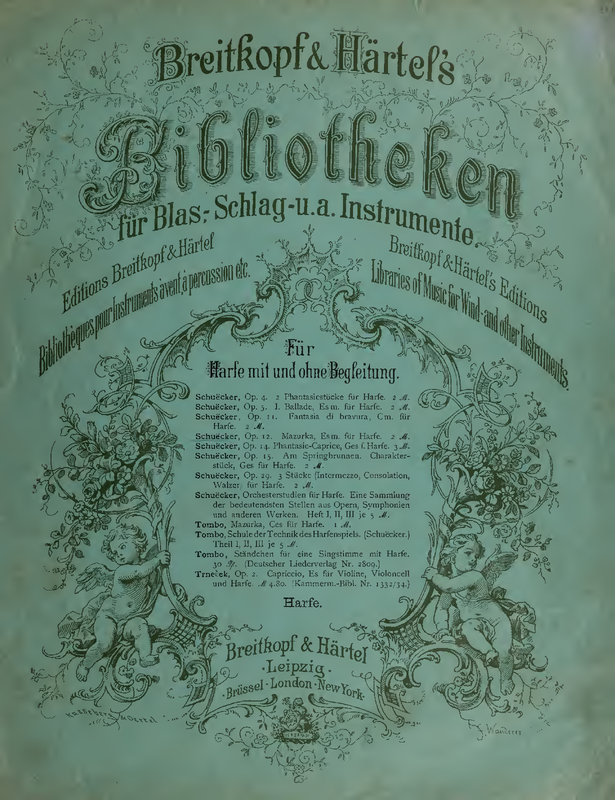 Breitkopf & Härtel's
Bibliotheken
für Blas-, Schlag- u. a. Instrumente.
Editions Breitkopf & Härtel
Bibliothèques pour Instruments à vent à percussion etc.
Breitkopf & Härtel's Editions
Libraries of Music for Wind- and other Instruments.
Für
Harfe mit und ohne Begleitung.
Schuëcker, Op. 4. 2 Phantasiestücke für Harfe. 2 M.
Schuëcker, Op. 5. I. Ballade, Es m. für Harfe. 2 M.
Schuëcker, Op. 11. Fantasia di bravura, Cm. für
Harfe. 2 M.
Schuëcker, Op. 12. Mazurka, Es m. für Harfe. 2 M.
Schuëcker, Op. 14. Phantasie-Caprice, Ges f. Harfe. 3 M.
Schuëcker, Op. 15. Am Springbrunnen. Charakter-
stück, Ges für Harfe. 2 M.
Schuëcker, Op. 29. 3 Stücke (Intermezzo, Consolation,
Walzer) für Harfe. 2 M.
Schuëcker, Orchesterstudien für Harfe. Eine Sammlung
der bedeutendsten Stellen aus Opern, Symphonien
und anderen Werken. Heft I, II, III je 5 M.
Tombo, Mazurka, Ces für Harfe. 1 M.
Tombo, Schule der Technik des Harfenspiels. (Schuëcker.)
Theil I, II, III je 5 M.
Tombo, Ständchen für eine Singstimme mit Harfe.
30 Pf. (Deutscher Liederverlag Nr. 2809.)
Trneček, Op. 2. Capriccio, Es für Violine, Violoncell
und Harfe. M 4.80. (Kammerm.-Bibl. Nr. 1332/34.)
Harfe.
Breitkopf & Härtel
· Leipzig ·
· Brüssel · London · New York ·